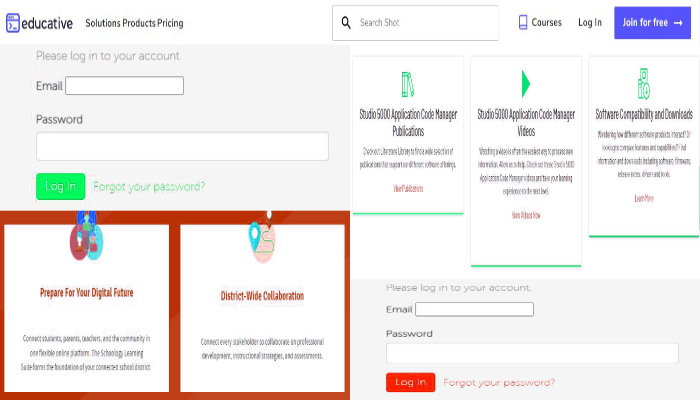 educative Solutions Products Pricing Search Shot Courses Log In Join for free →
Please log in to your account.
Email
Password
Log In Forgot your password?
Studio 5000 Application Code Manager
Publications
Check out Literature Library to find a wide selection of
publications that support our different software offerings.
View Publications
Studio 5000 Application Code Manager
Videos
Watching a video is often the easiest way to process new
information. Allow us to help. Check out these Studio 5000
Application Code Manager videos and take your learning
experience to the next level.
Watch Videos Now
Software Compatibility and Downloads
Wondering how different software products interact? Or
looking to compare features and capabilities? Find
information and downloads including software, firmware,
release notes, drivers and tools.
Learn More
Prepare For Your Digital Future
Connect students, parents, teachers, and the community in
one flexible online platform. The Schoology Learning
Suite forms the foundation of your connected school district.
District-Wide Collaboration
Connect every stakeholder to collaborate on professional
development, instructional strategies, and assessments.
Please log in to your account.
Email
Password
Log In Forgot your password?